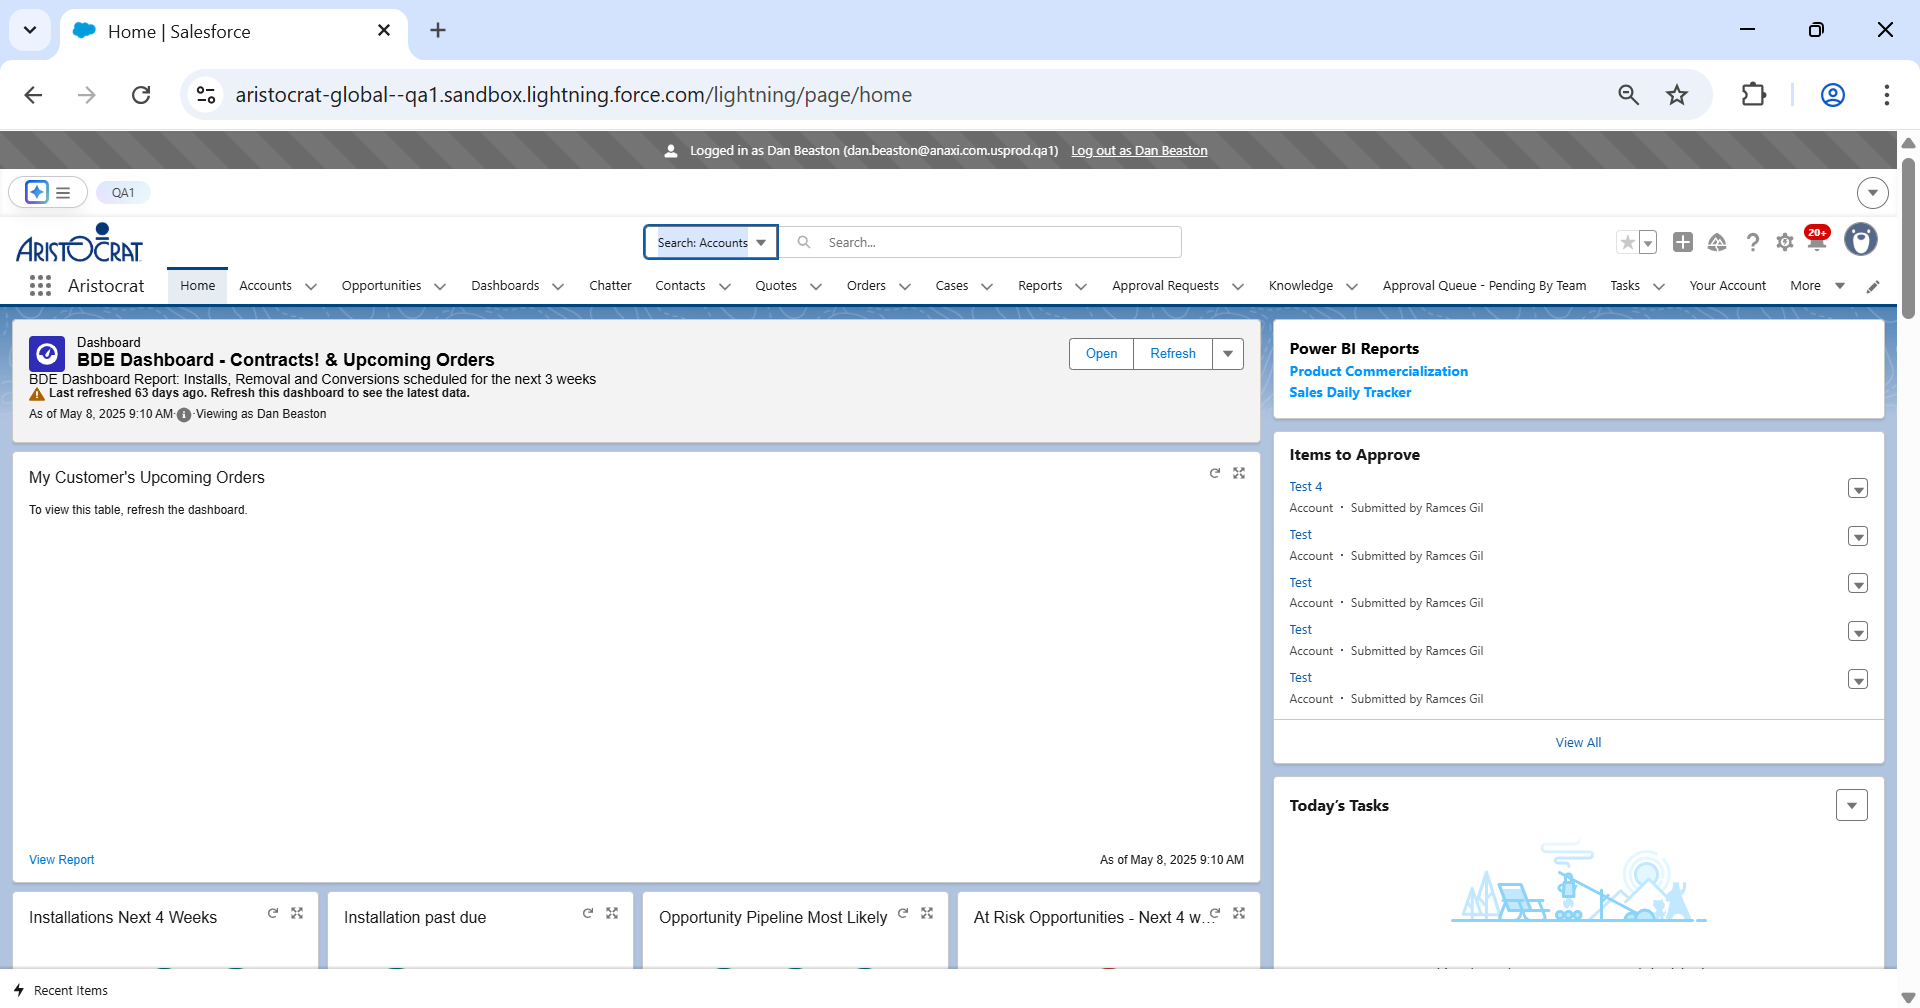 Home | Salesforce
aristocrat-global--qa1.sandbox.lightning.force.com/lightning/page/home
Logged in as Dan Beaston (dan.beaston@anaxi.com.usprod.qa1) Log out as Dan Beaston
QA1
ARISTOCRAT
Search: Accounts Search...
20+
Aristocrat Home Accounts Opportunities Dashboards Chatter Contacts Quotes Orders Cases Reports Approval Requests Knowledge Approval Queue - Pending By Team Tasks Your Account More
Dashboard
BDE Dashboard - Contracts! & Upcoming Orders
BDE Dashboard Report: Installs, Removal and Conversions scheduled for the next 3 weeks
Last refreshed 63 days ago. Refresh this dashboard to see the latest data.
As of May 8, 2025 9:10 AM·Viewing as Dan Beaston
Open Refresh
My Customer's Upcoming Orders
To view this table, refresh the dashboard.
View Report As of May 8, 2025 9:10 AM
Installations Next 4 Weeks
Installation past due
Opportunity Pipeline Most Likely
At Risk Opportunities - Next 4 w...
Power BI Reports
Product Commercialization
Sales Daily Tracker
Items to Approve
Test 4
Account · Submitted by Ramces Gil
Test
Account · Submitted by Ramces Gil
Test
Account · Submitted by Ramces Gil
Test
Account · Submitted by Ramces Gil
Test
Account · Submitted by Ramces Gil
View All
Today's Tasks
Recent Items